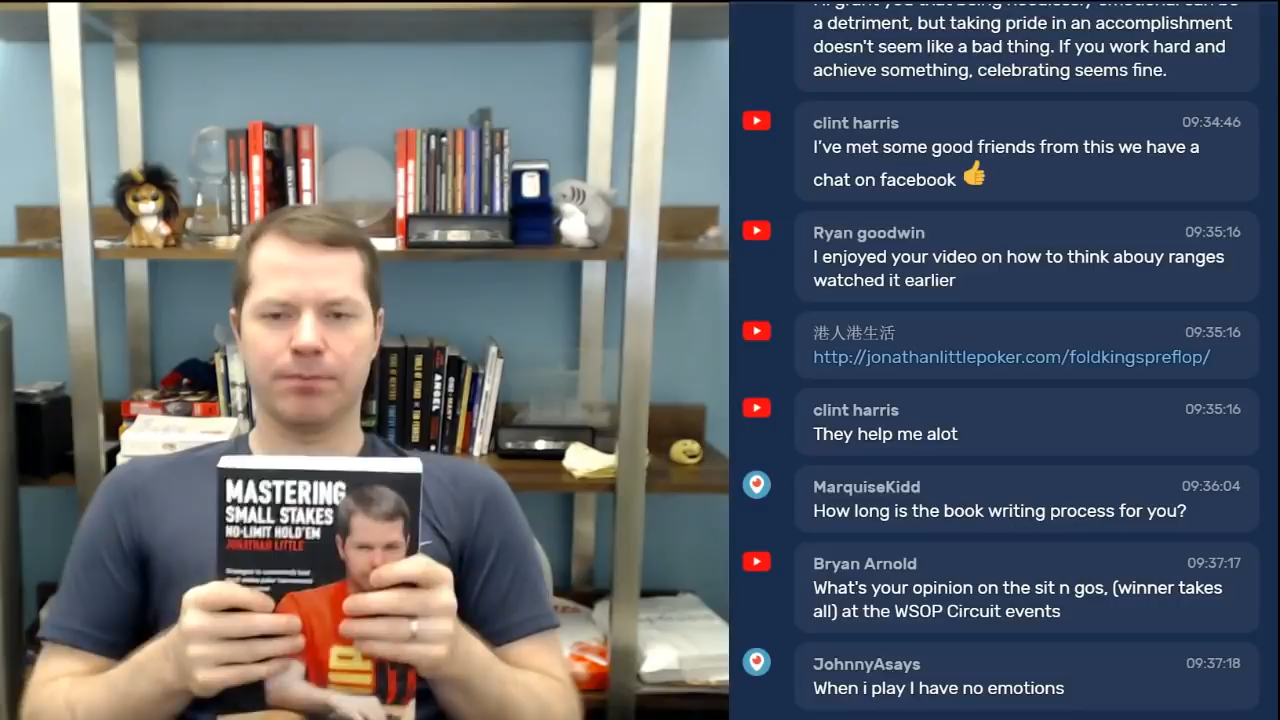 MASTERING
SMALL STAKES
NO-LIMIT HOLD'EM
JONATHAN LITTLE
ANGEL
a detriment, but taking pride in an accomplishment
doesn't seem like a bad thing. If you work hard and
achieve something, celebrating seems fine.
clint harris 09:34:46
I've met some good friends from this we have a
chat on facebook 👍
Ryan goodwin 09:35:16
I enjoyed your video on how to think abouy ranges
watched it earlier
港人港生活 09:35:16
http://jonathanlittlepoker.com/foldkingspreflop/
clint harris 09:35:16
They help me alot
MarquiseKidd 09:36:04
How long is the book writing process for you?
Bryan Arnold 09:37:17
What's your opinion on the sit n gos, (winner takes
all) at the WSOP Circuit events
JohnnyAsays 09:37:18
When i play I have no emotions